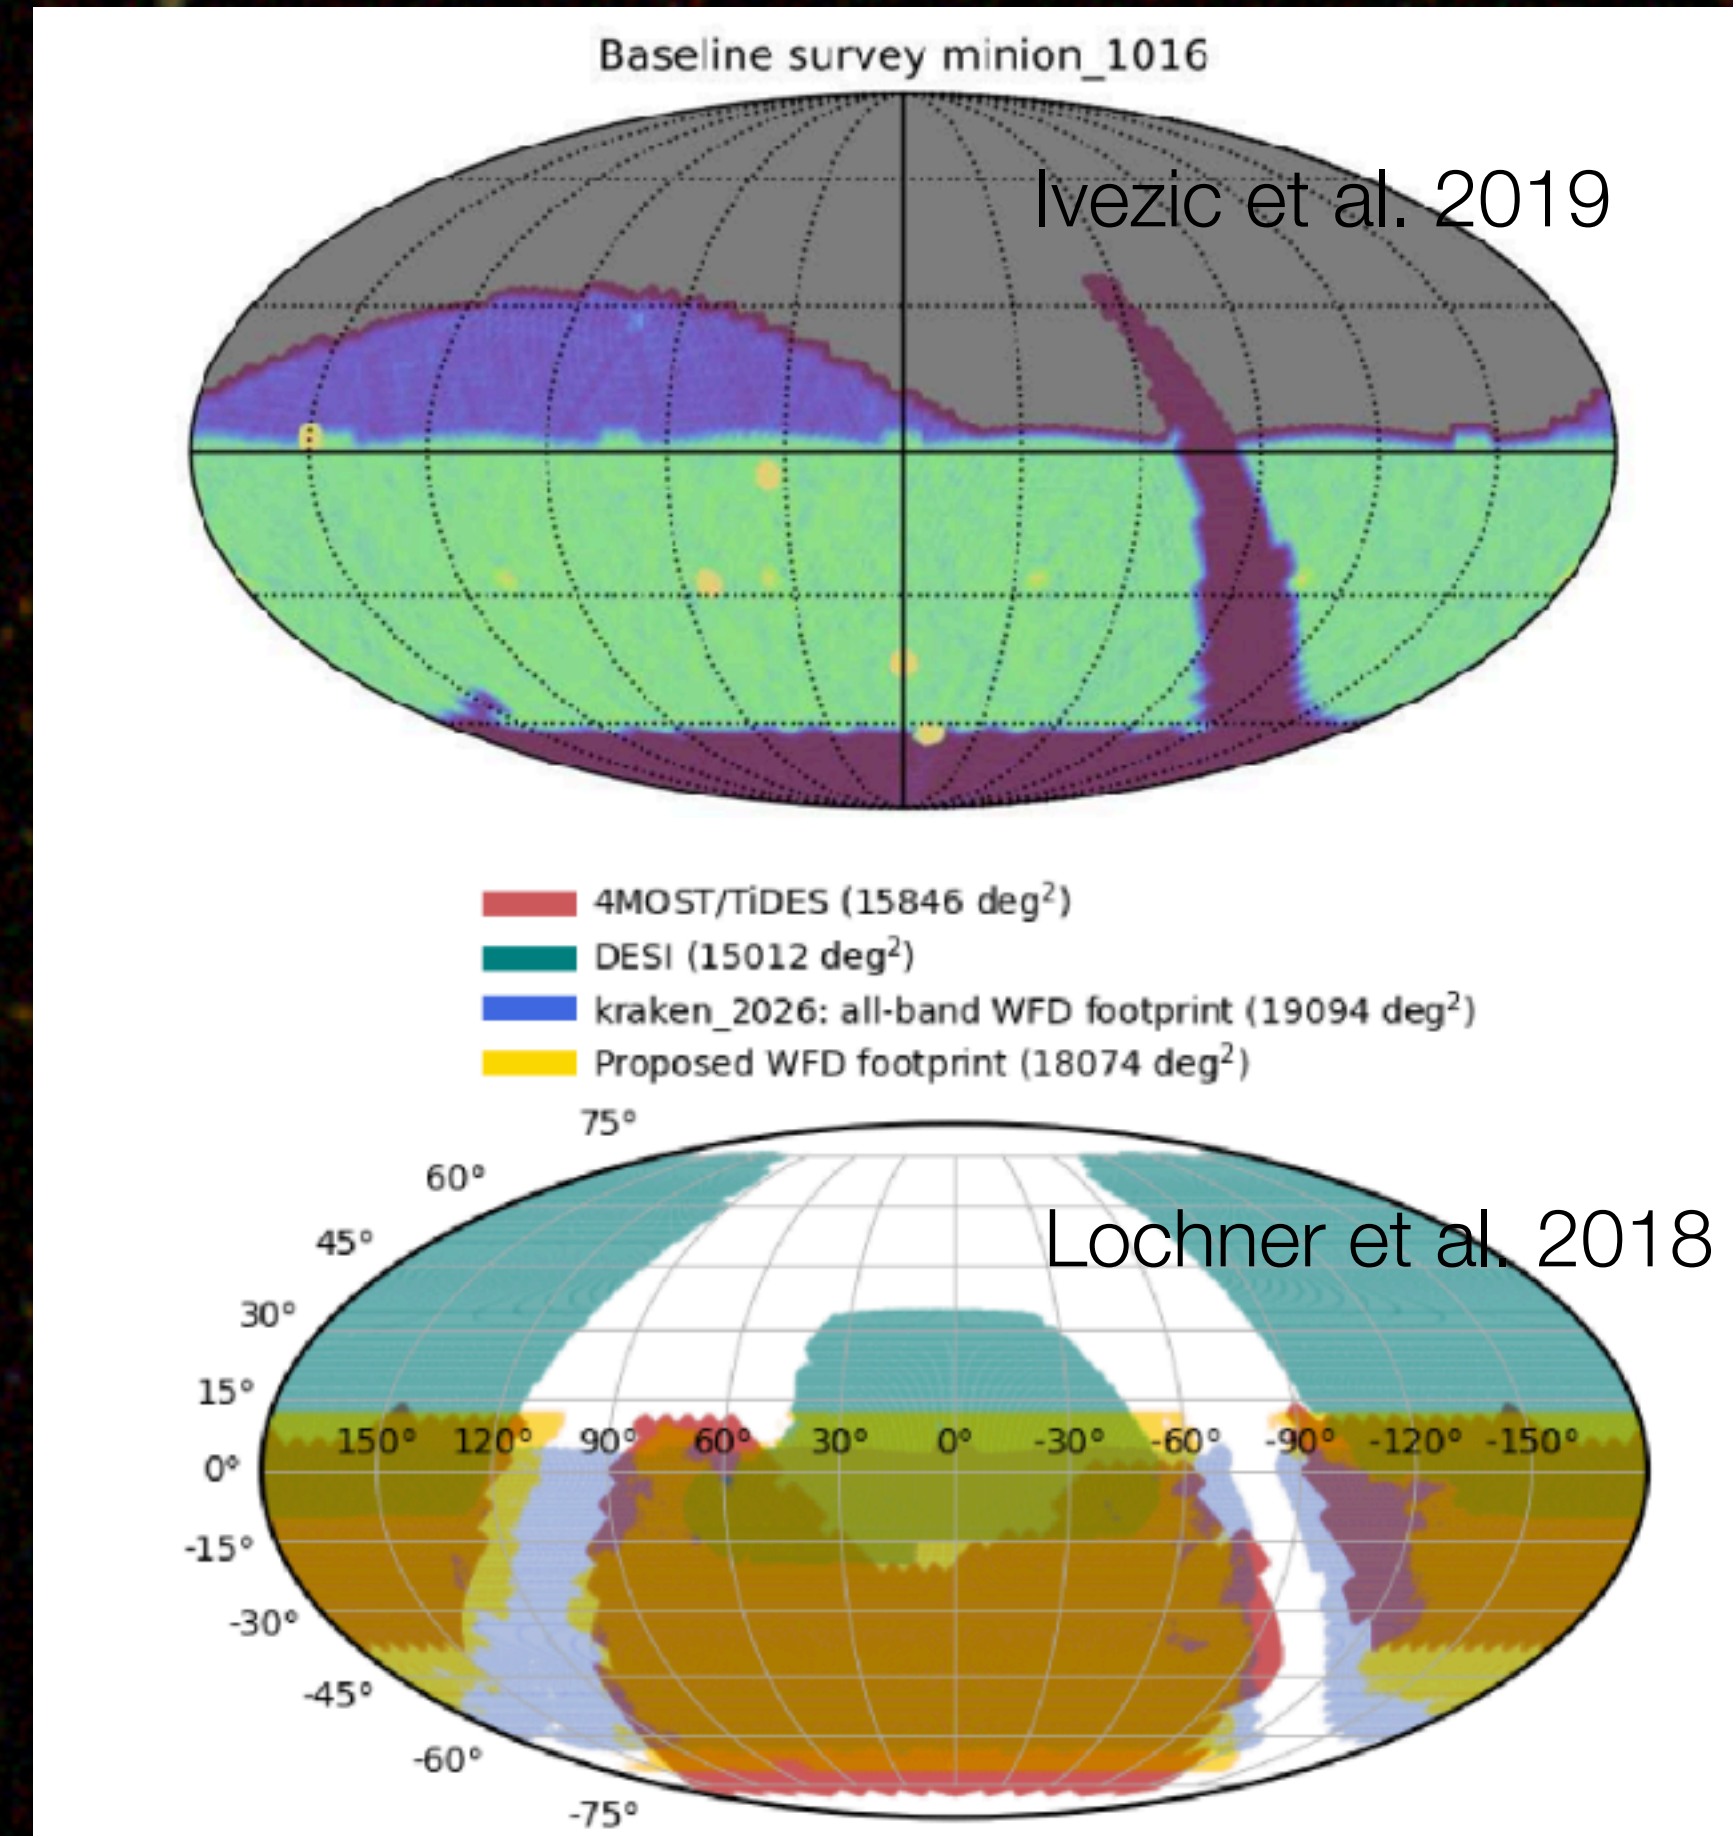 Baseline survey minion_1016
Ivezic et al. 2019
4MOST/TiDES (15846 deg²)
DESI (15012 deg²)
kraken_2026: all-band WFD footprint (19094 deg²)
Proposed WFD footprint (18074 deg²)
75°
60°
Lochner et al. 2018
45°
30°
15°
150° 120° 90° 60° 30° 0° -30° -60° -90° -120° -150°
0°
-15°
-30°
-45°
-60°
-75°